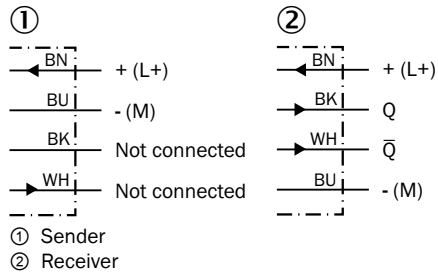 ①
BN + (L+)
BU - (M)
BK Not connected
WH Not connected
②
BN + (L+)
BK Q
WH Q̅
BU - (M)
① Sender
② Receiver